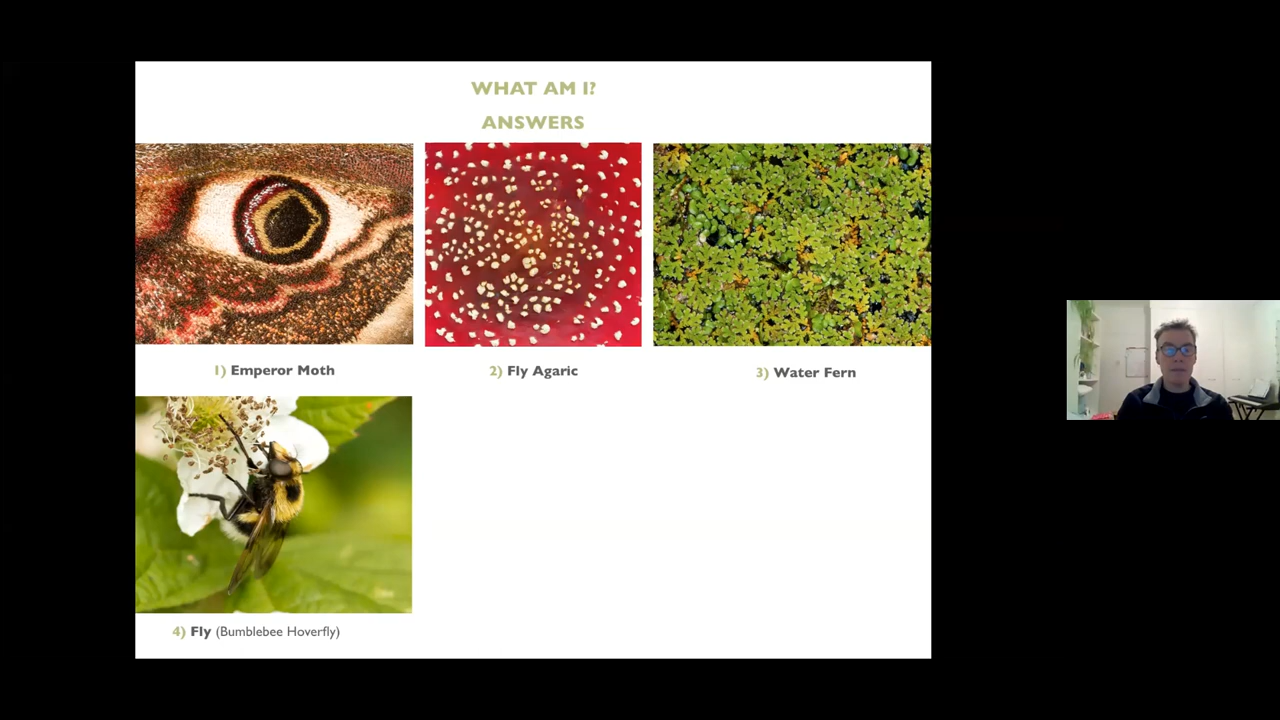 WHAT AM I?
ANSWERS
1) Emperor Moth
2) Fly Agaric
3) Water Fern
4) Fly (Bumblebee Hoverfly)